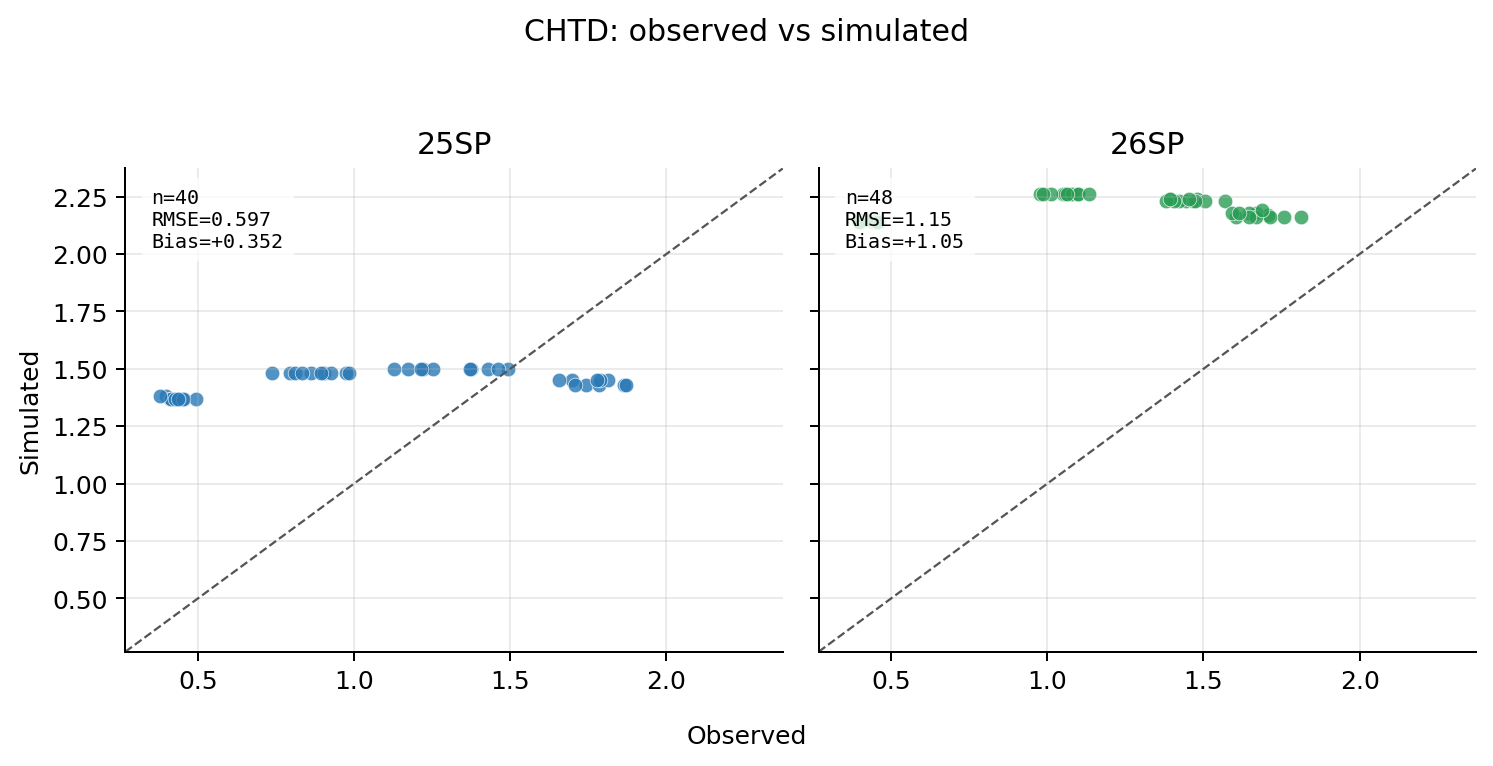 CHTD: observed vs simulated
25SP
26SP
n=40
RMSE=0.597
Bias=+0.352
n=48
RMSE=1.15
Bias=+1.05
2.25
2.00
1.75
1.50
1.25
1.00
0.75
0.50
Simulated
0.5 1.0 1.5 2.0
0.5 1.0 1.5 2.0
Observed